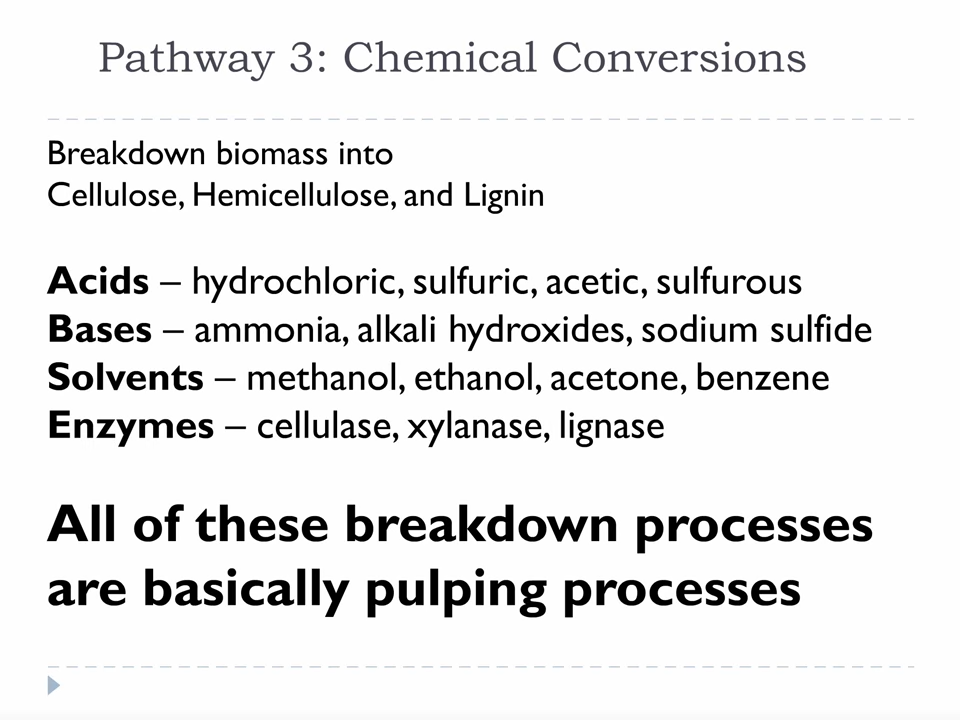 Pathway 3: Chemical Conversions
Breakdown biomass into
Cellulose, Hemicellulose, and Lignin
Acids – hydrochloric, sulfuric, acetic, sulfurous
Bases – ammonia, alkali hydroxides, sodium sulfide
Solvents – methanol, ethanol, acetone, benzene
Enzymes – cellulase, xylanase, lignase
All of these breakdown processes
are basically pulping processes